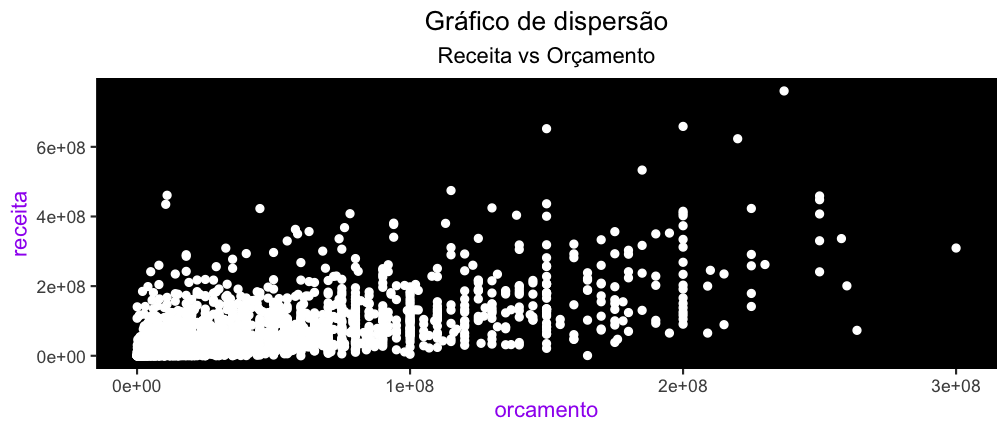 Gráfico de dispersão
Receita vs Orçamento
receita
6e+08
4e+08
2e+08
0e+00
0e+00 1e+08 2e+08 3e+08
orcamento